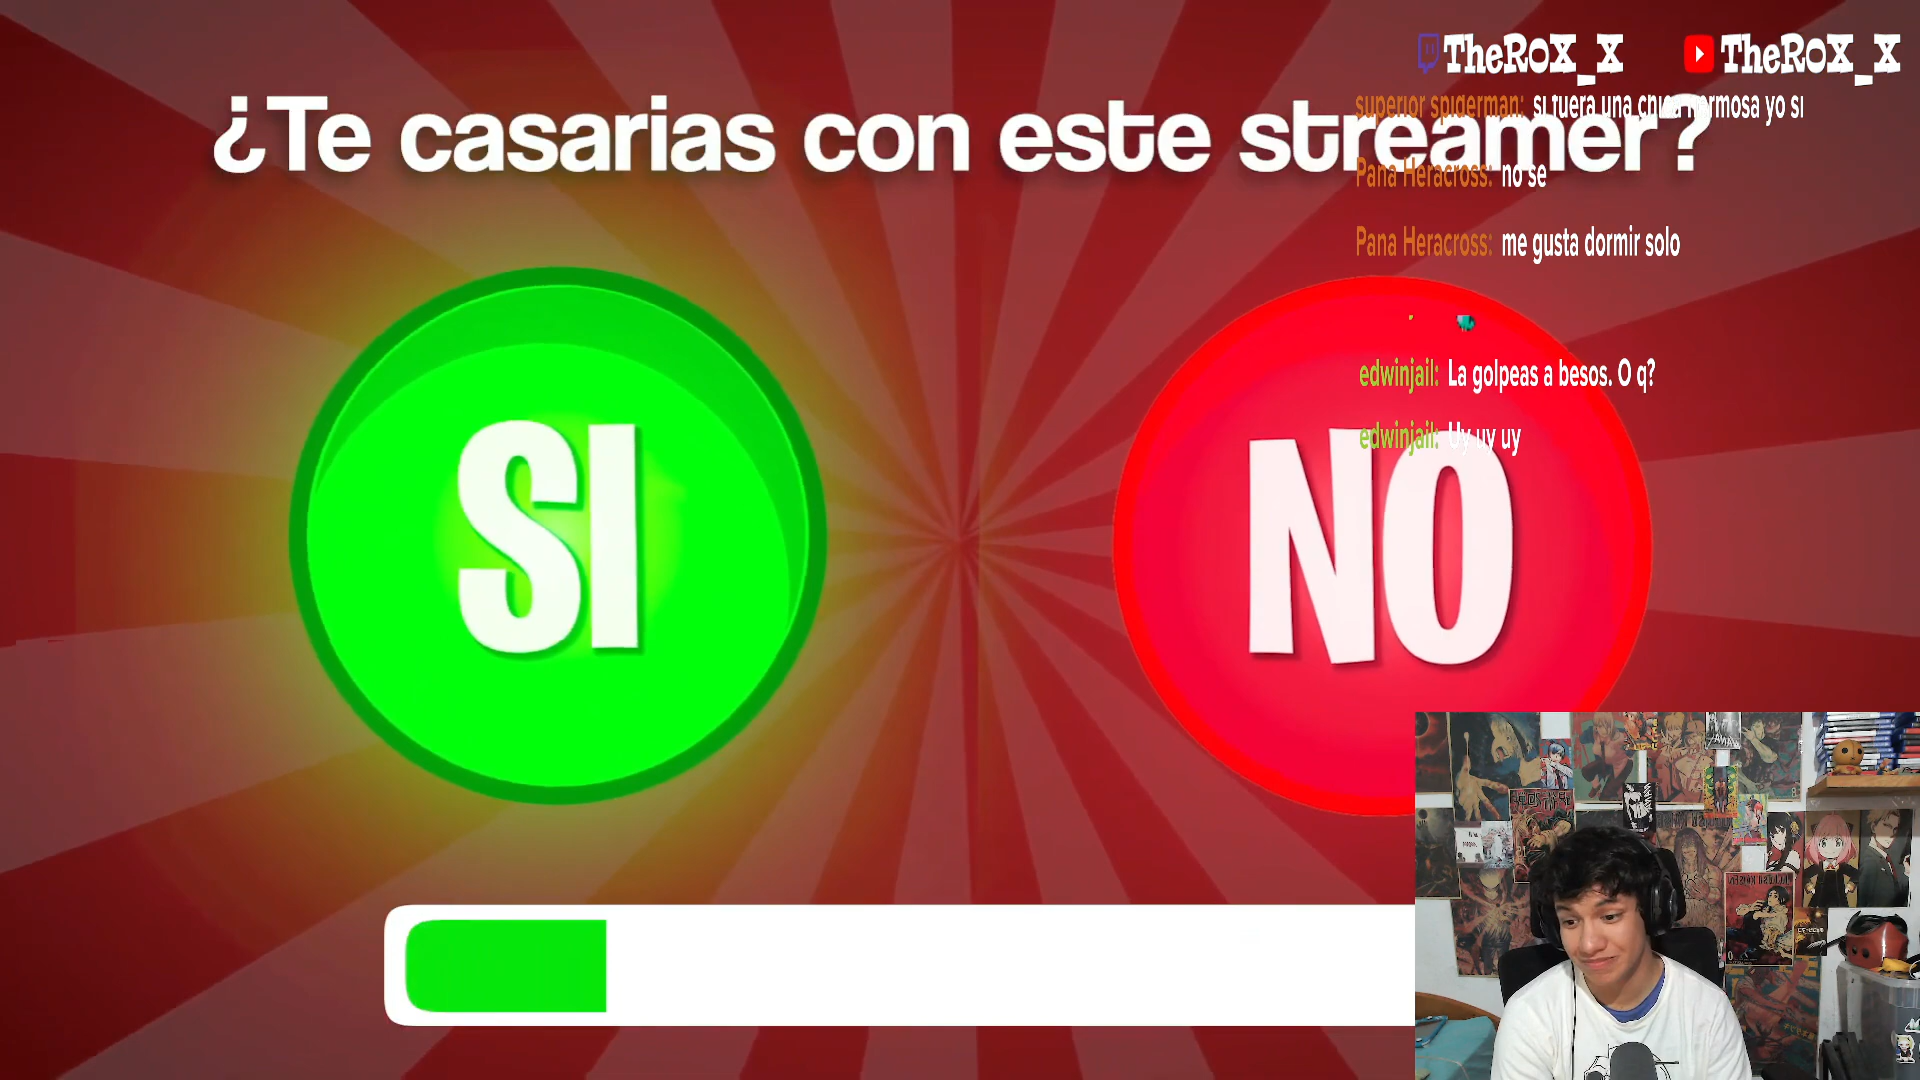 TheROX_X
TheROX_X
¿Te casarias con este streamer?
superior spiderman: si fuera una chica hermosa yo si
Pana Heracross: no se
Pana Heracross: me gusta dormir solo
edwinjail: La golpeas a besos. O q?
edwinjail: Uy uy uy
SI
NO